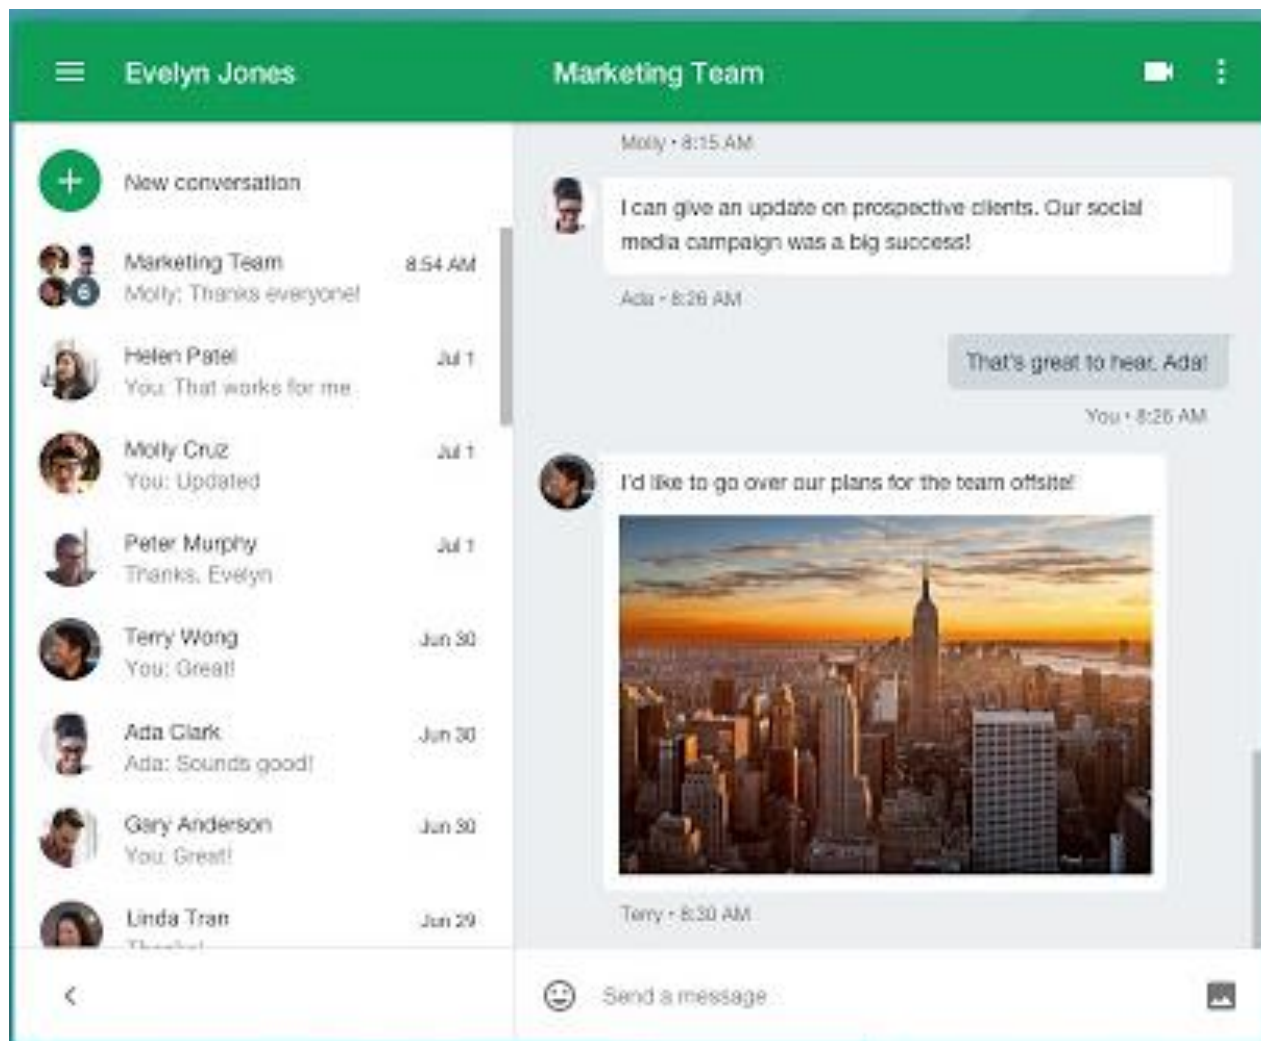 Evelyn Jones
New conversation
Marketing Team 8:54 AM
Molly: Thanks everyone!
6
Helen Patel Jul 1
You: That works for me
Molly Cruz Jul 1
You: Updated
Peter Murphy Jul 1
Thanks, Evelyn
Terry Wong Jun 30
You: Great!
Ada Clark Jun 30
Ada: Sounds good!
Gary Anderson Jun 30
You: Great!
Linda Tran Jun 29
Marketing Team
Molly • 8:15 AM
I can give an update on prospective clients. Our social
media campaign was a big success!
Ada • 8:26 AM
That's great to hear, Ada!
You • 8:26 AM
I'd like to go over our plans for the team offsite!
Terry • 8:30 AM
Send a message